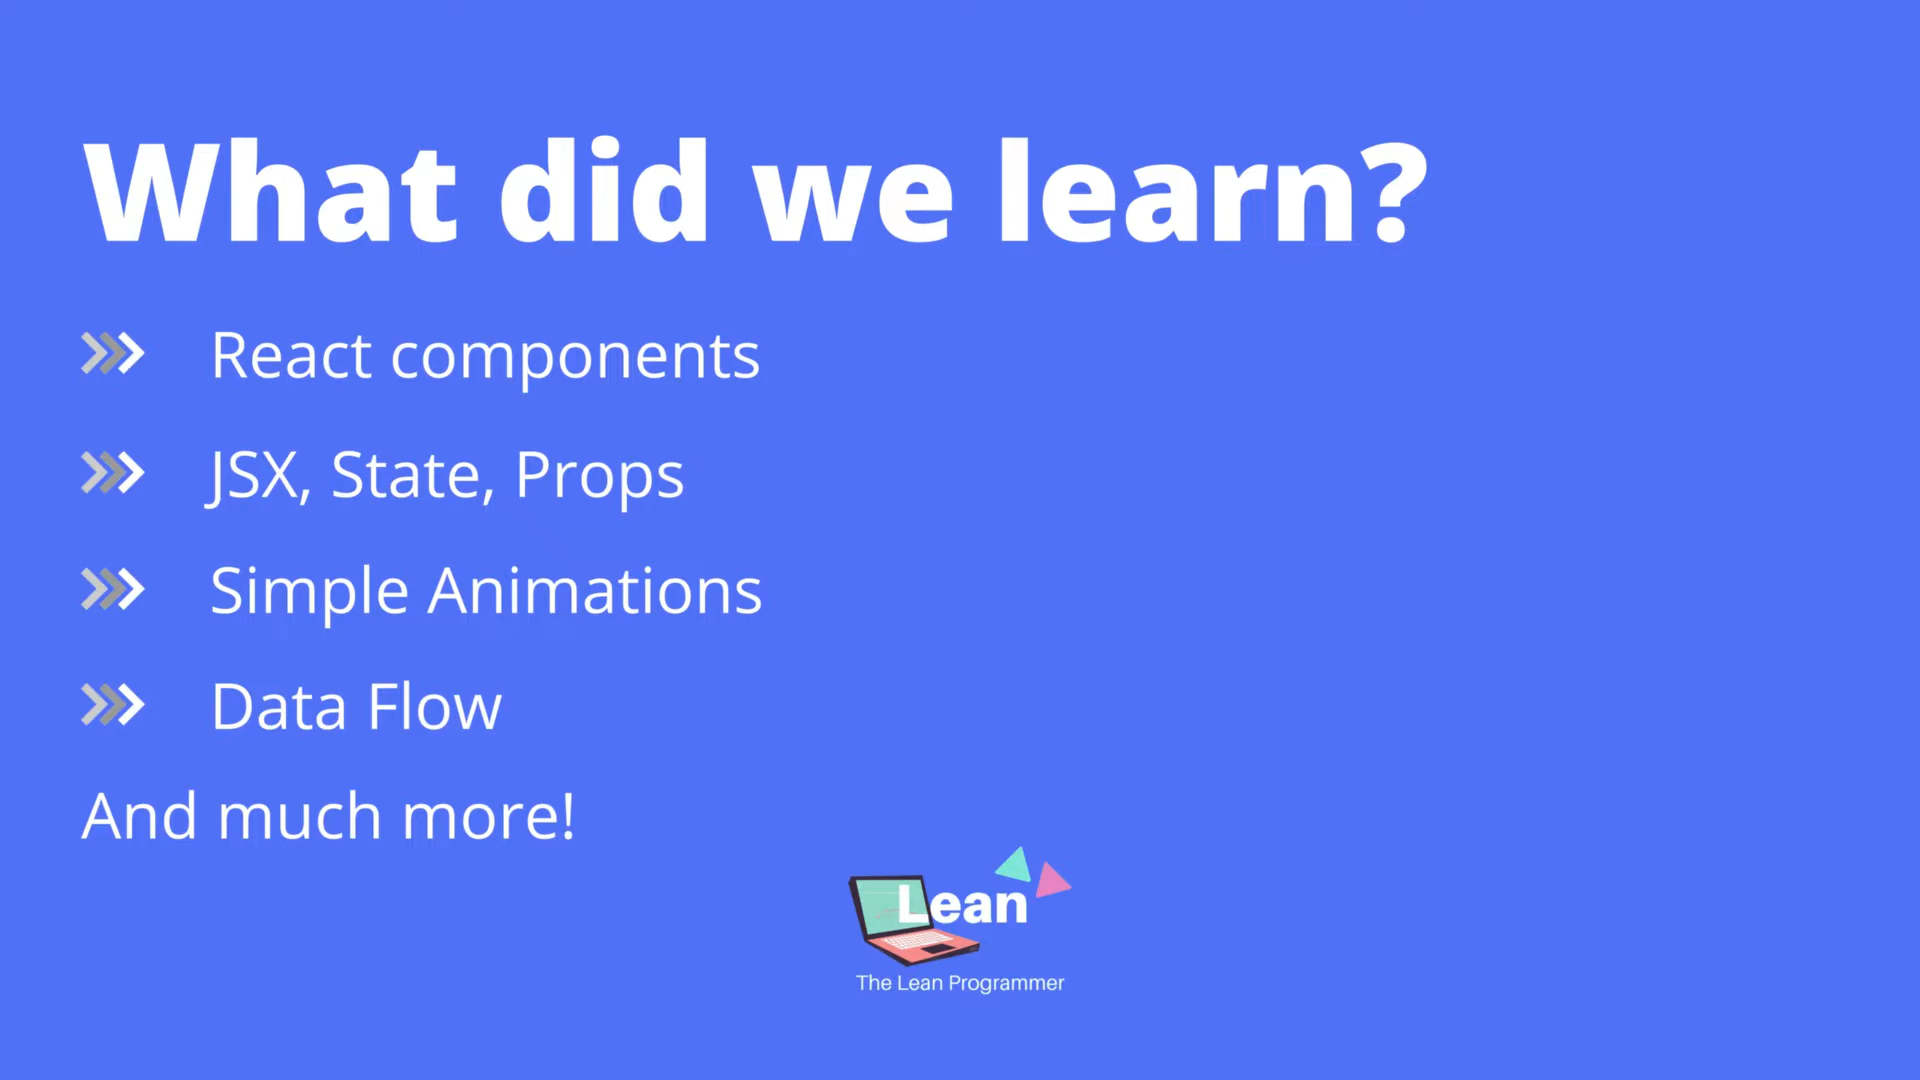 What did we learn?
React components
JSX, State, Props
Simple Animations
Data Flow
And much more!
Lean
The Lean Programmer